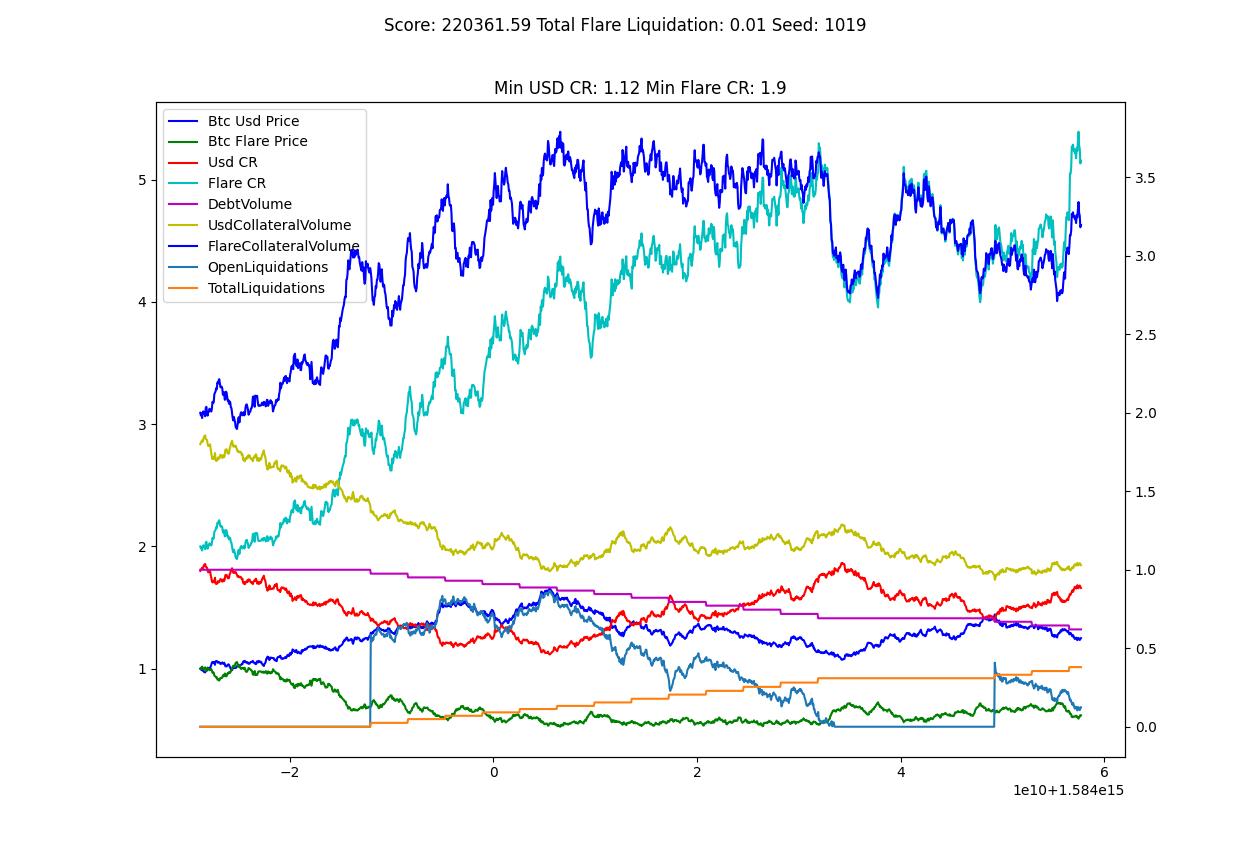 Score: 220361.59 Total Flare Liquidation: 0.01 Seed: 1019
Min USD CR: 1.12 Min Flare CR: 1.9
Btc Usd Price
Btc Flare Price
Usd CR
Flare CR
DebtVolume
UsdCollateralVolume
FlareCollateralVolume
OpenLiquidations
TotalLiquidations
5
4
3
2
1
3.5
3.0
2.5
2.0
1.5
1.0
0.5
0.0
−2
0
2
4
6
1e10+1.584e15